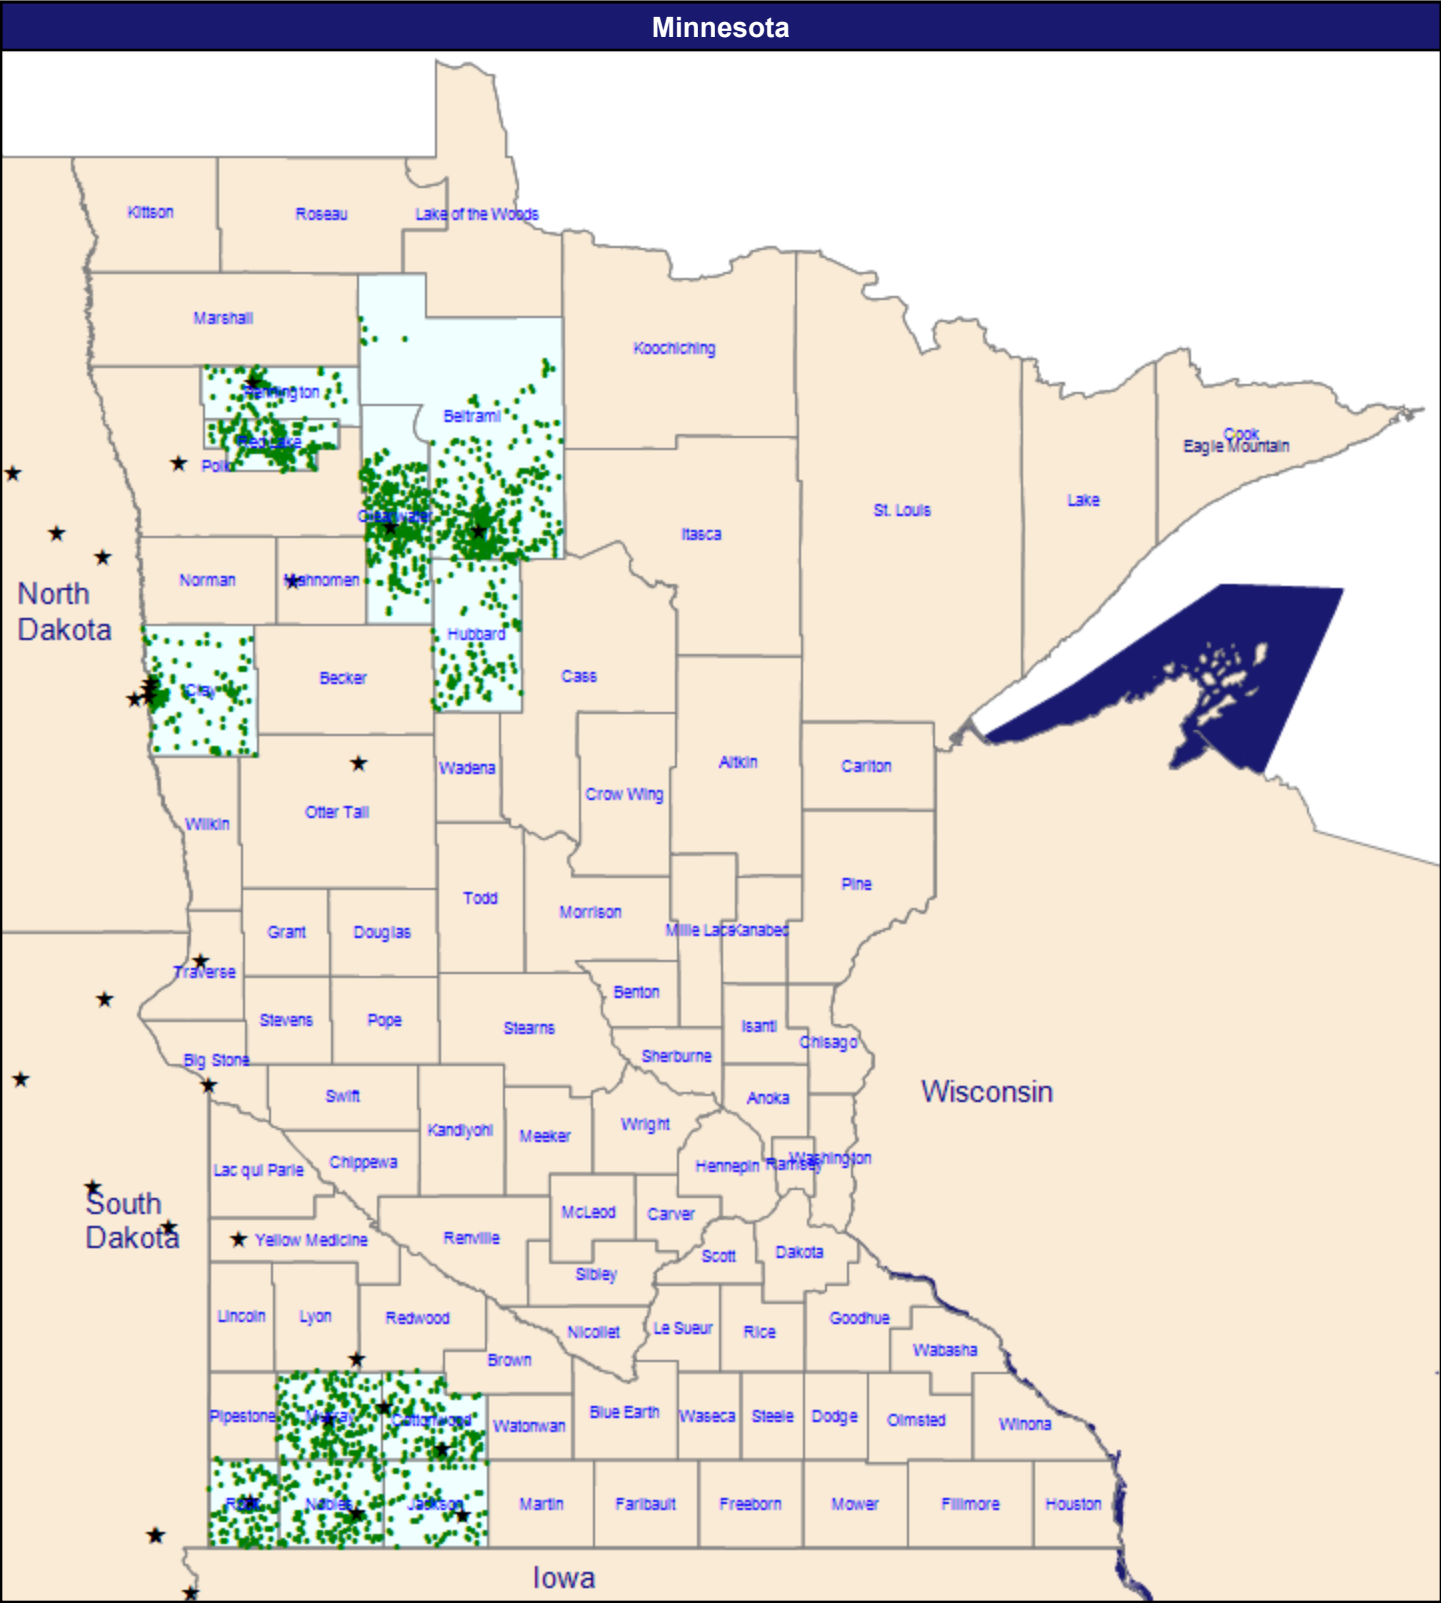 Minnesota
Kittson
Roseau
Lake of the Woods
Marshall
Koochiching
Pennington
Beltrami
Red Lake
Polk
Cook
Eagle Mountain
Lake
St. Louis
Clearwater
Itasca
Norman
Mahnomen
North
Dakota
Hubbard
Clay
Becker
Cass
Wadena
Aitkin
Carlton
Crow Wing
Otter Tail
Wilkin
Pine
Todd
Morrison
Grant
Douglas
Mille Lacs
Kanabec
Traverse
Benton
Stevens
Pope
Stearns
Isanti
Chisago
Sherburne
Big Stone
Wisconsin
Swift
Anoka
Kandiyohi
Wright
Meeker
Chippewa
Lac qui Parle
Hennepin
Ramsey
Washington
South
Dakota
McLeod
Carver
Yellow Medicine
Renville
Scott
Dakota
Sibley
Lincoln
Lyon
Redwood
Goodhue
Nicollet
Le Sueur
Rice
Wabasha
Brown
Pipestone
Murray
Cottonwood
Watonwan
Blue Earth
Waseca
Steele
Dodge
Olmsted
Winona
Rock
Nobles
Jackson
Martin
Faribault
Freeborn
Mower
Fillmore
Houston
Iowa